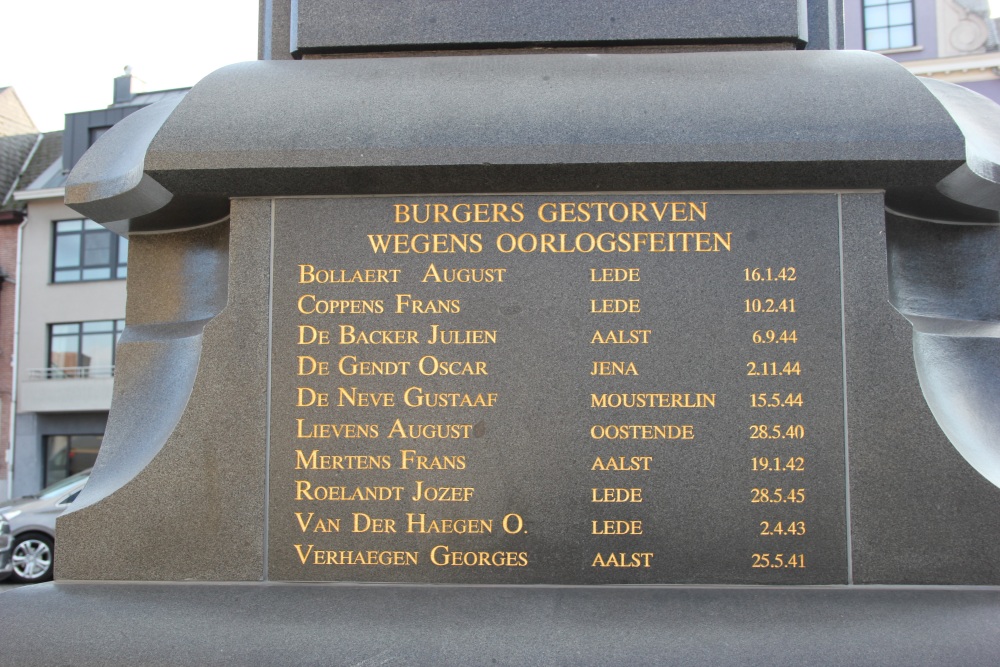 BURGERS GESTORVEN
WEGENS OORLOGSFEITEN
BOLLAERT AUGUST LEDE 16.1.42
COPPENS FRANS LEDE 10.2.41
DE BACKER JULIEN AALST 6.9.44
DE GENDT OSCAR JENA 2.11.44
DE NEVE GUSTAAF MOUSTERLIN 15.5.44
LIEVENS AUGUST OOSTENDE 28.5.40
MERTENS FRANS AALST 19.1.42
ROELANDT JOZEF LEDE 28.5.45
VAN DER HAEGEN O. LEDE 2.4.43
VERHAEGEN GEORGES AALST 25.5.41